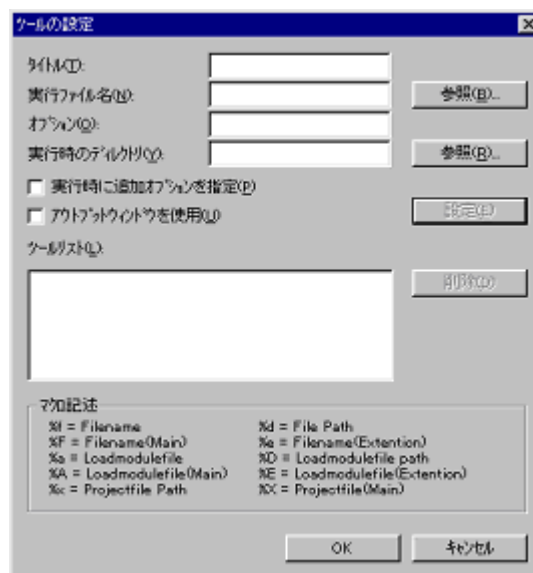 ツールの設定
タイトル(T):
実行ファイル名(N): 参照(B)...
オプション(O):
実行時のディレクトリ(Y): 参照(R)...
実行時に追加オプションを指定(P)
アウトプットウィンドウを使用(U) 設定(E)
ツールリスト(L):
削除(D)
マクロ記述
%f = Filename %d = File Path
%F = Filename(Main) %e = Filename(Extention)
%a = Loadmodulefile %D = Loadmodulefile path
%A = Loadmodulefile(Main) %E = Loadmodulefile(Extention)
%x = Projectfile Path %X = Projectfile(Main)
OK キャンセル